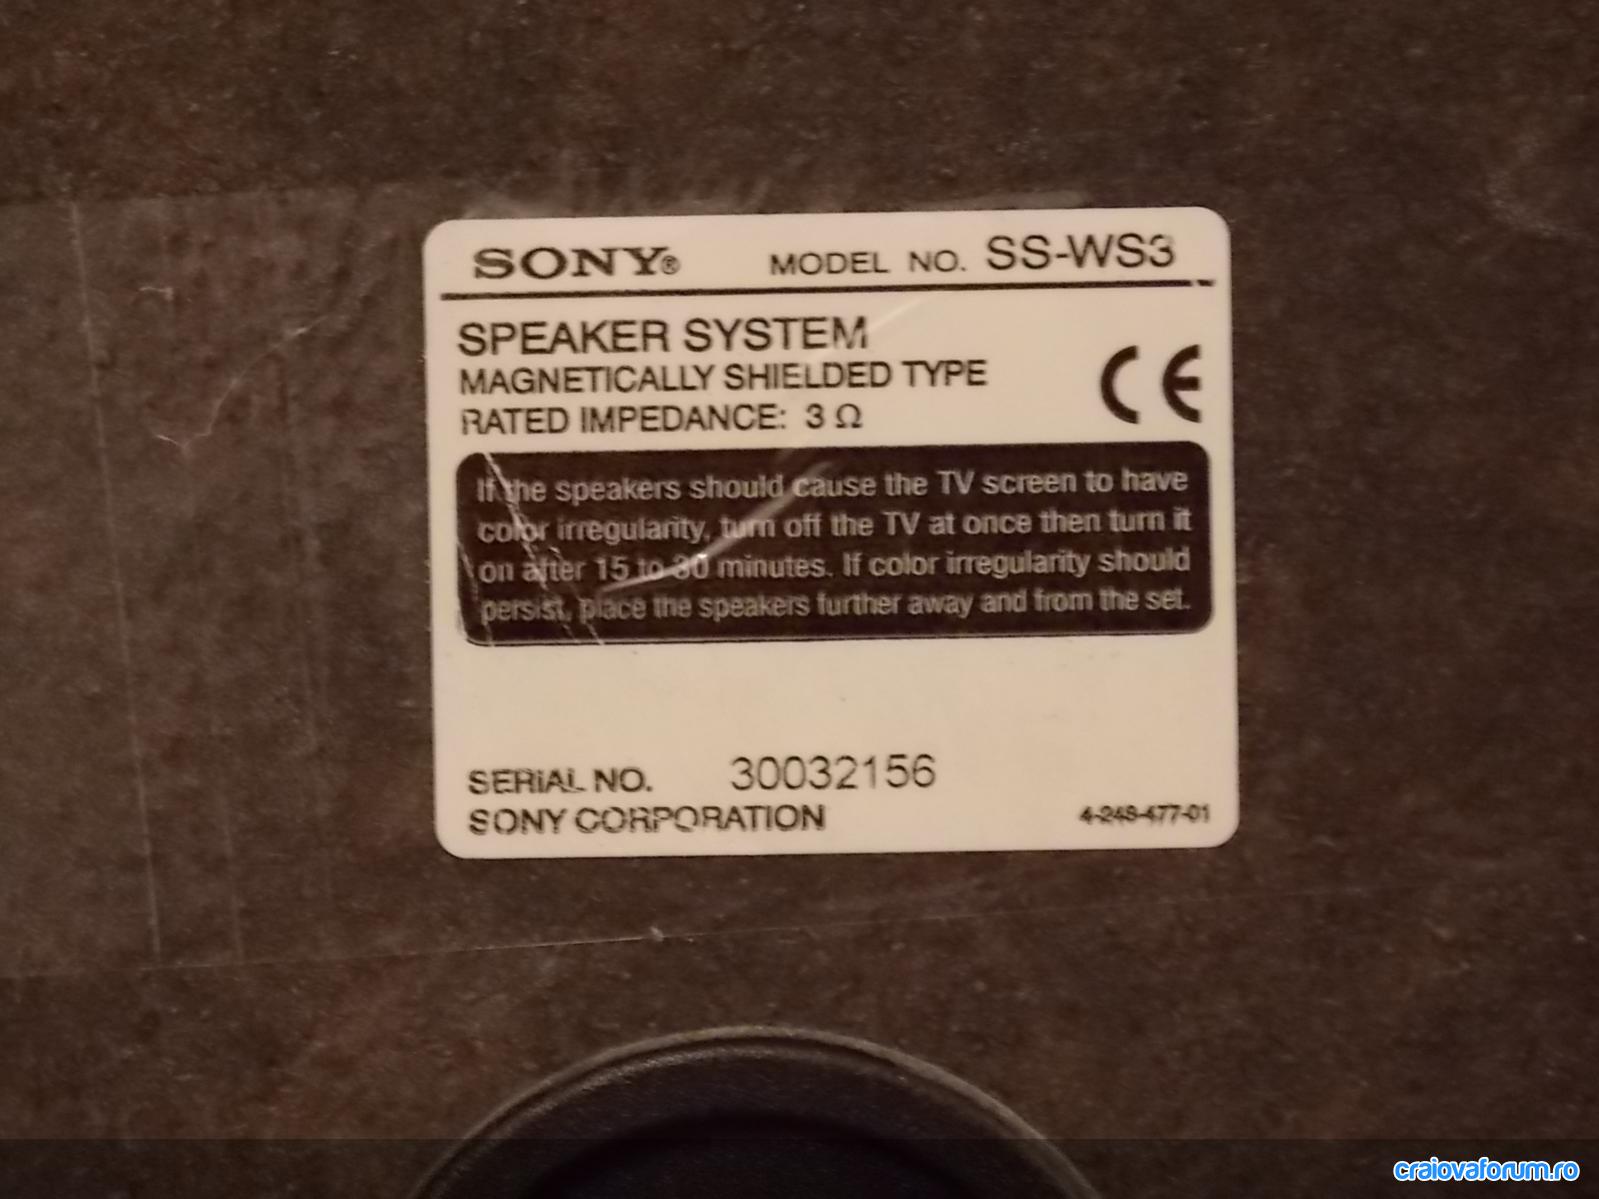 SONY® MODEL NO. SS-WS3
SPEAKER SYSTEM
MAGNETICALLY SHIELDED TYPE
RATED IMPEDANCE: 3 Ω
CE
If the speakers should cause the TV screen to have
color irregularity, turn off the TV at once then turn it
on after 15 to 30 minutes. If color irregularity should
persist, place the speakers further away and from the set.
SERIAL NO. 30032156
SONY CORPORATION 4-248-477-01
craiovaforum.ro